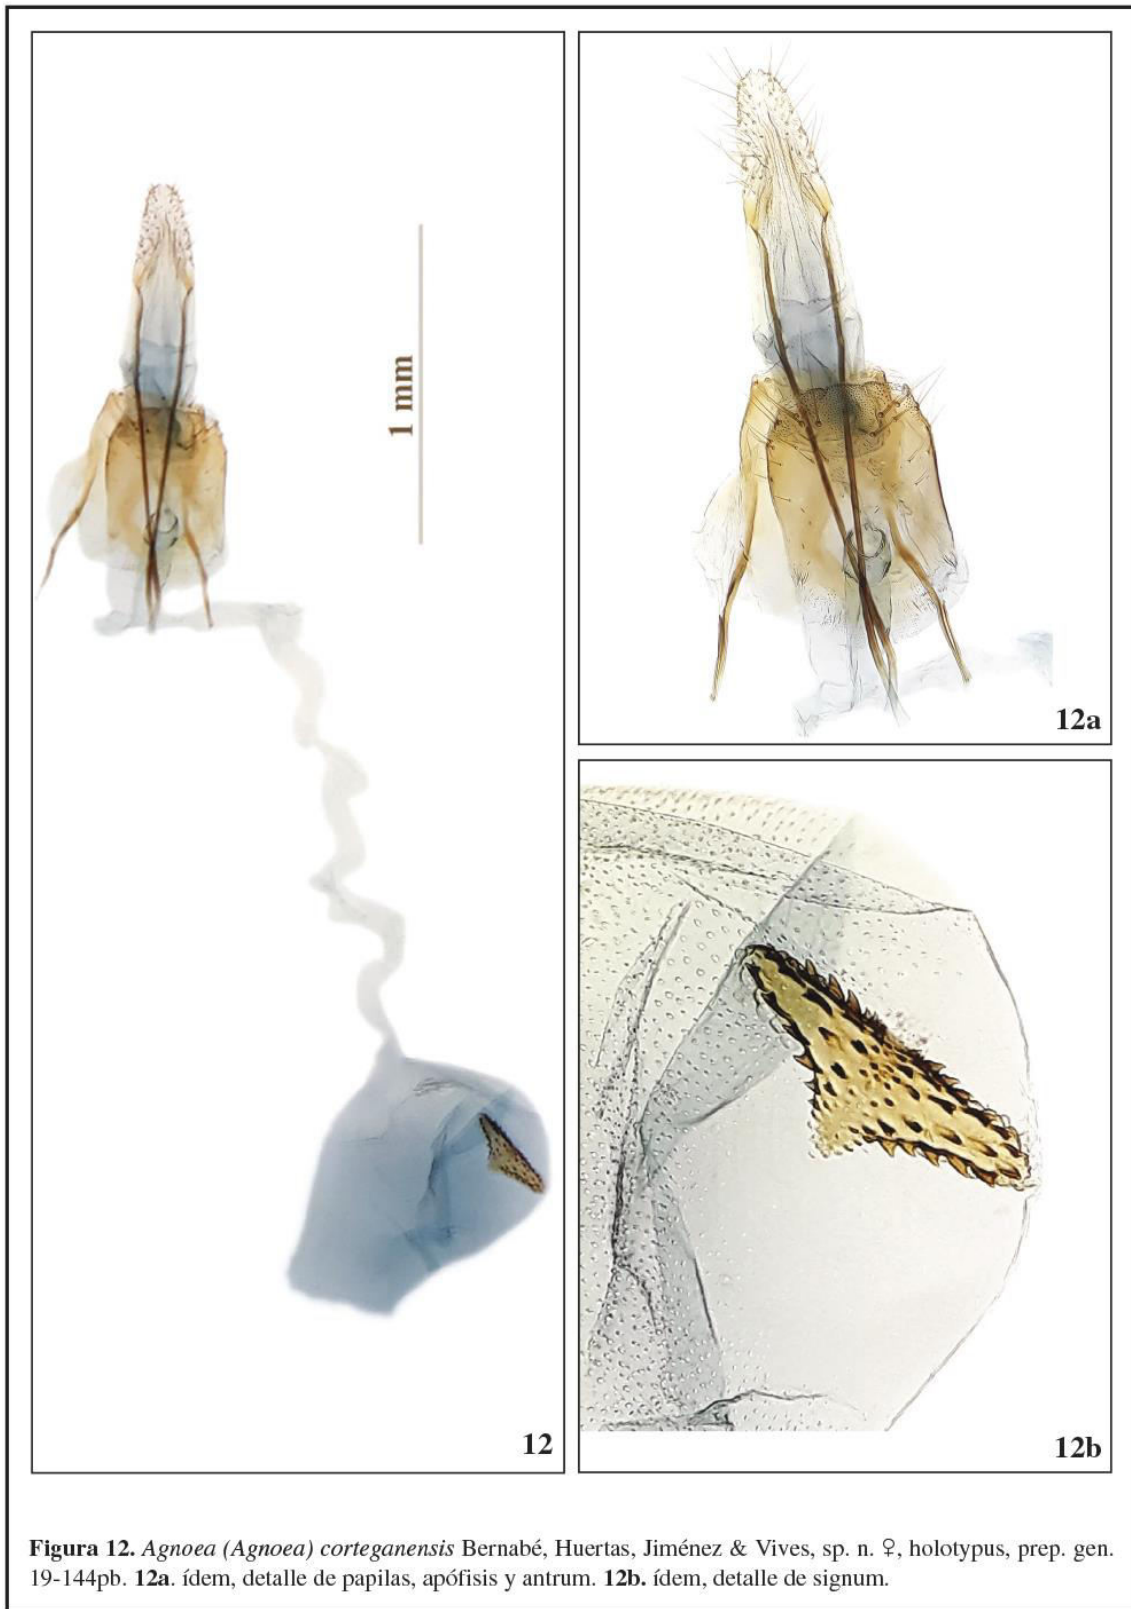 1 mm
12
12a
12b
Figura 12. Agnoea (Agnoea) corteganensis Bernabé, Huertas, Jiménez & Vives, sp. n. ♀, holotypus, prep. gen.
19-144pb. 12a. ídem, detalle de papilas, apófisis y antrum. 12b. ídem, detalle de signum.